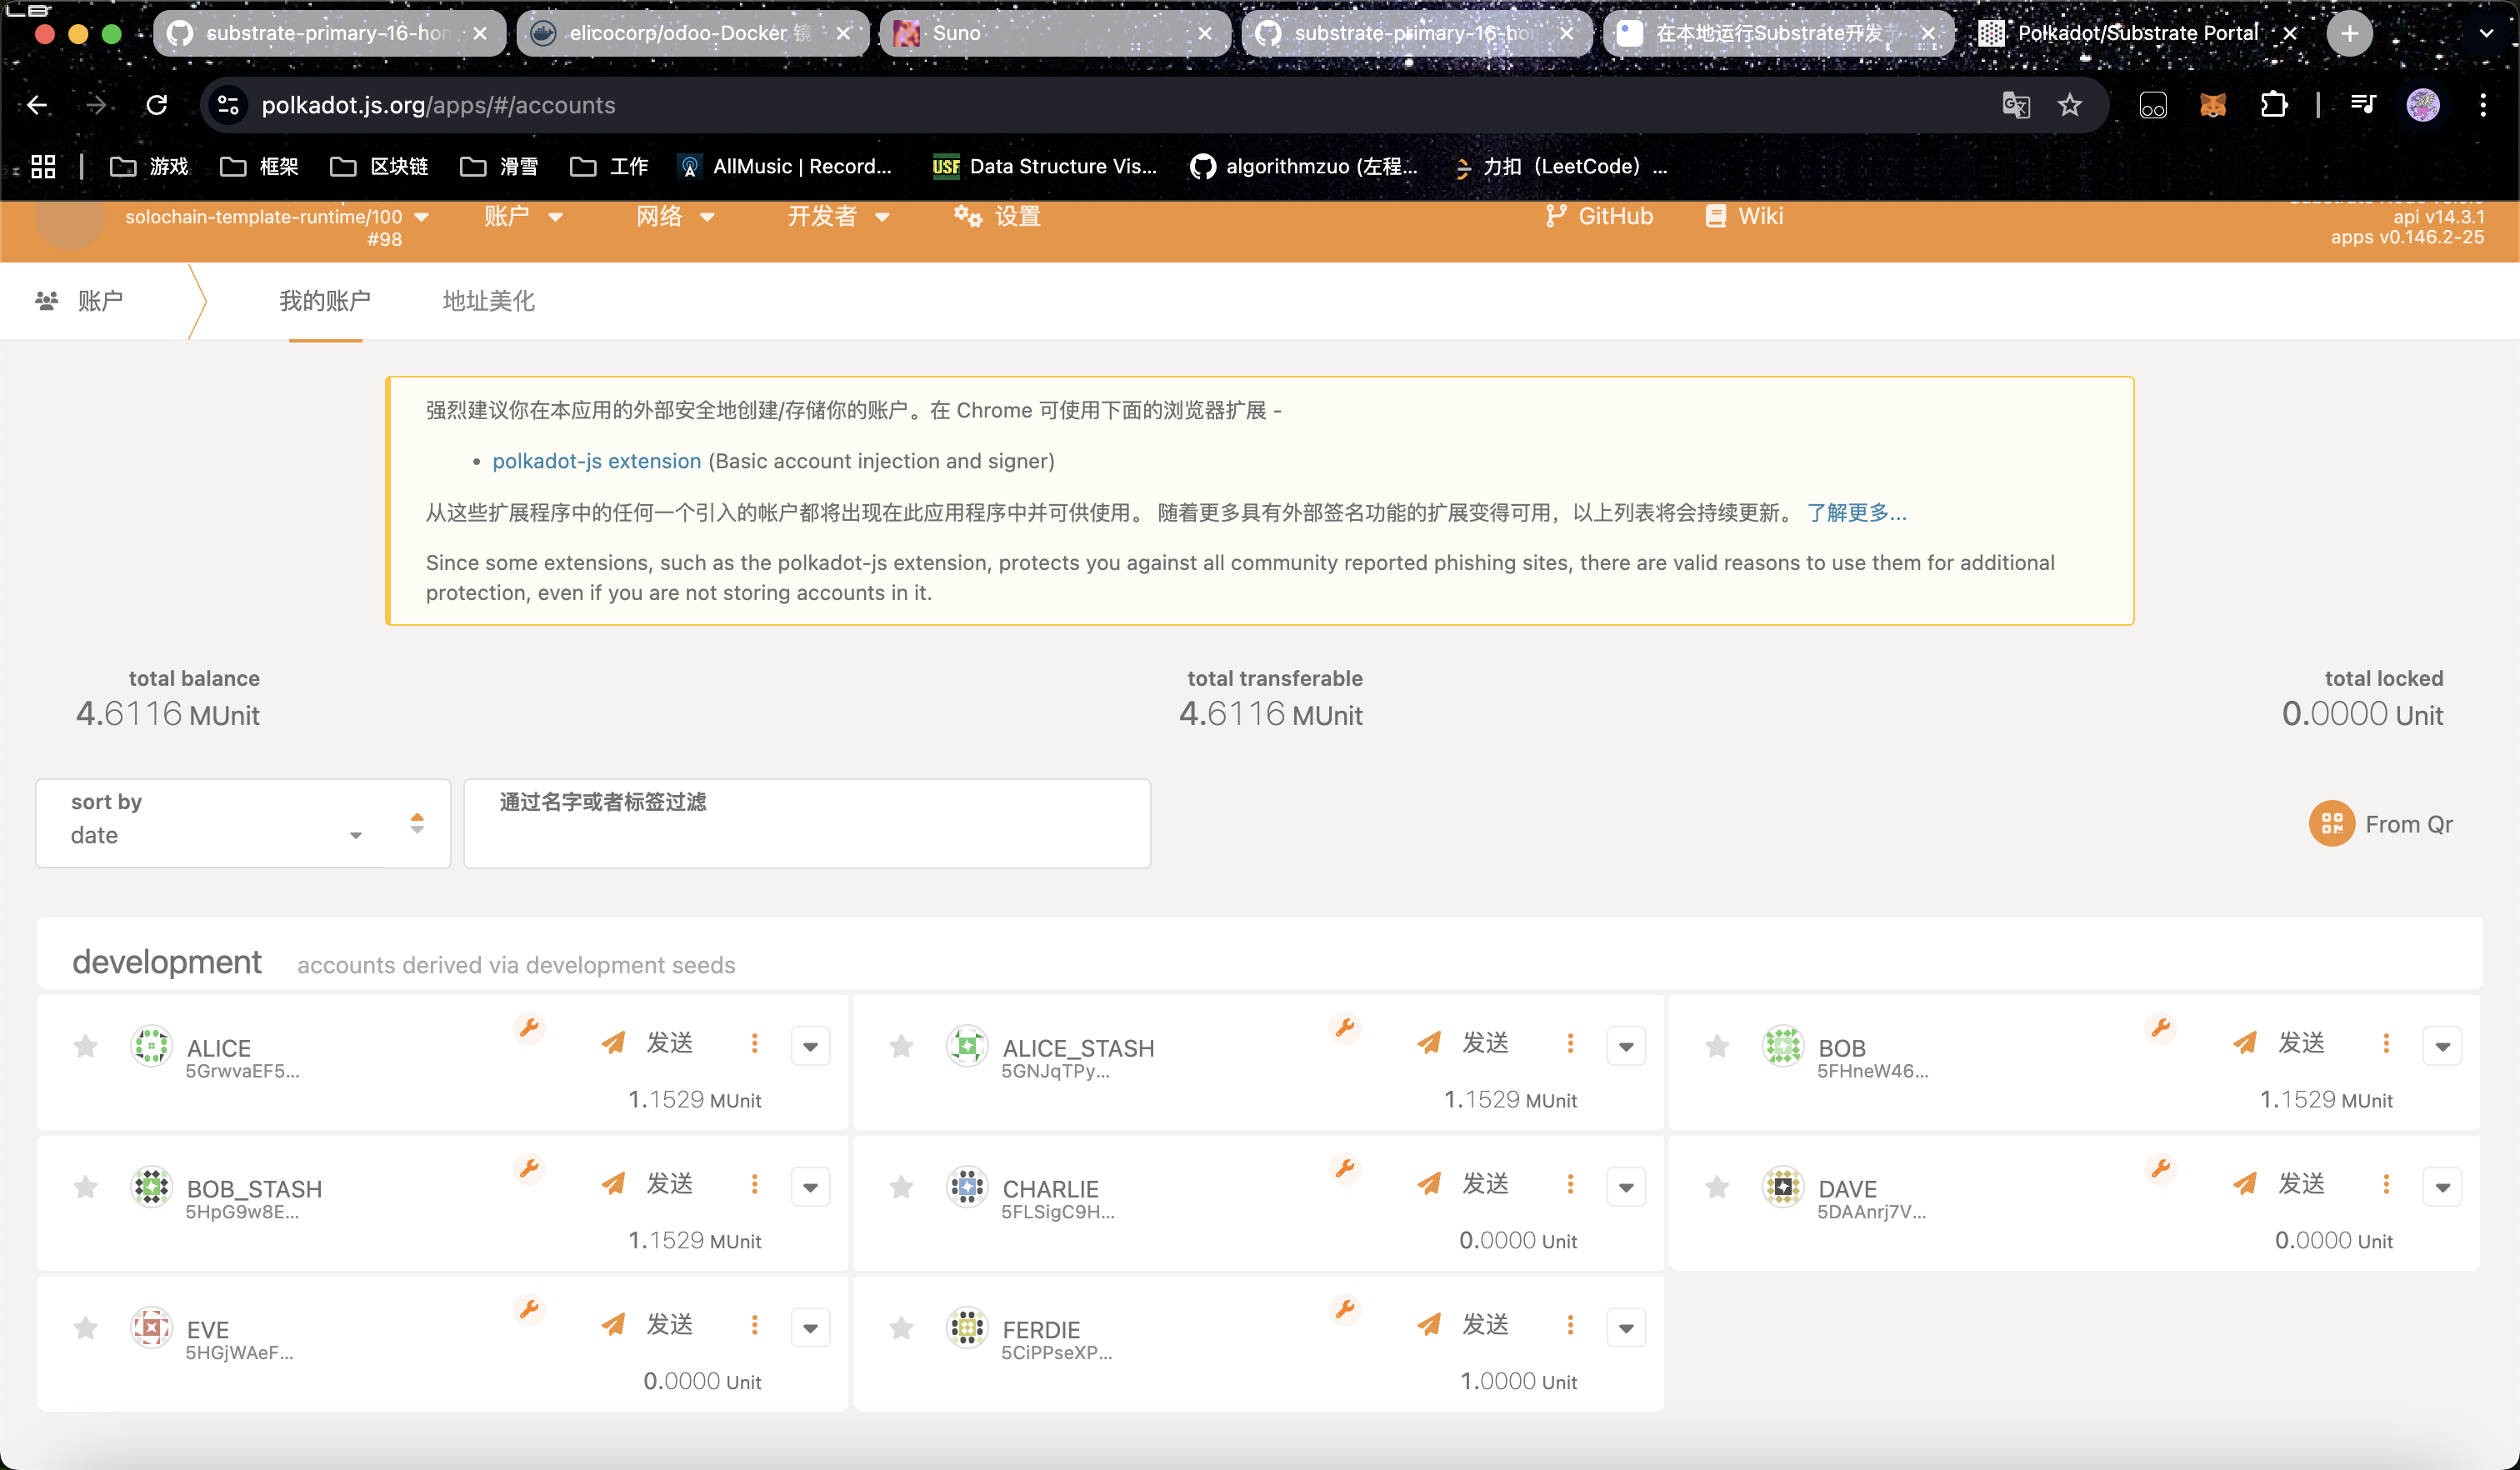 substrate-primary-16-hon
elicocorp/odoo-Docker 镜
Suno
substrate-primary-16-ho
在本地运行Substrate开发
Polkadot/Substrate Portal
polkadot.js.org/apps/#/accounts
游戏
框架
区块链
滑雪
工作
AllMusic | Record...
USF Data Structure Vis...
algorithmzuo (左程...
力扣（LeetCode）...
solochain-template-runtime/100
#98
账户
网络
开发者
设置
GitHub
Wiki
api v14.3.1
apps v0.146.2-25
账户
我的账户
地址美化
强烈建议你在本应用的外部安全地创建/存储你的账户。在 Chrome 可使用下面的浏览器扩展 -
• polkadot-js extension (Basic account injection and signer)
从这些扩展程序中的任何一个引入的帐户都将出现在此应用程序中并可供使用。 随着更多具有外部签名功能的扩展变得可用，以上列表将会持续更新。 了解更多...
Since some extensions, such as the polkadot-js extension, protects you against all community reported phishing sites, there are valid reasons to use them for additional
protection, even if you are not storing accounts in it.
total balance
4.6116 MUnit
total transferable
4.6116 MUnit
total locked
0.0000 Unit
sort by
date
通过名字或者标签过滤
From Qr
development accounts derived via development seeds
ALICE
5GrwvaEF5...
发送
1.1529 MUnit
ALICE_STASH
5GNJqTPy...
发送
1.1529 MUnit
BOB
5FHneW46...
发送
1.1529 MUnit
BOB_STASH
5HpG9w8E...
发送
1.1529 MUnit
CHARLIE
5FLSigC9H...
发送
0.0000 Unit
DAVE
5DAAnrj7V...
发送
0.0000 Unit
EVE
5HGjWAeF...
发送
0.0000 Unit
FERDIE
5CiPPseXP...
发送
1.0000 Unit